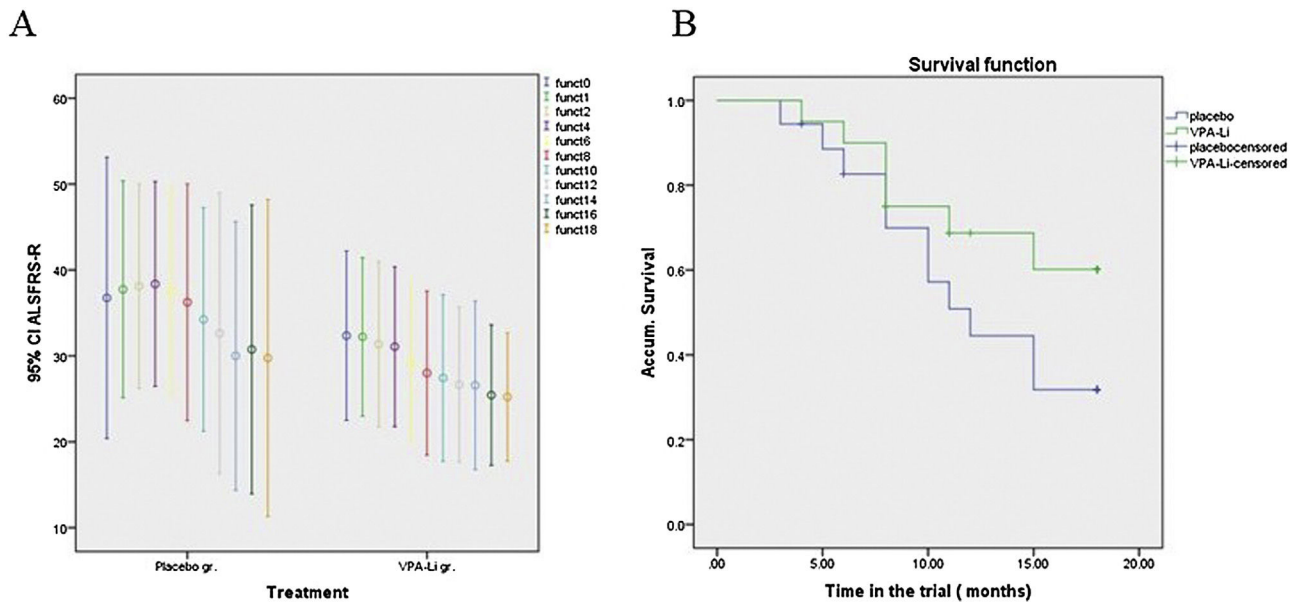 A
60
50
40
30
20
10
95% CI ALSFRS-R
Placebo gr.
VPA-Li gr.
Treatment
funct0
funct1
funct2
funct4
funct6
funct8
funct10
funct12
funct14
funct16
funct18
B
Survival function
1.0
0.8
0.6
0.4
0.2
0.0
Accum. Survival
.00
5.00
10.00
15.00
20.00
Time in the trial ( months)
placebo
VPA-Li
placebocensored
VPA-Li-censored